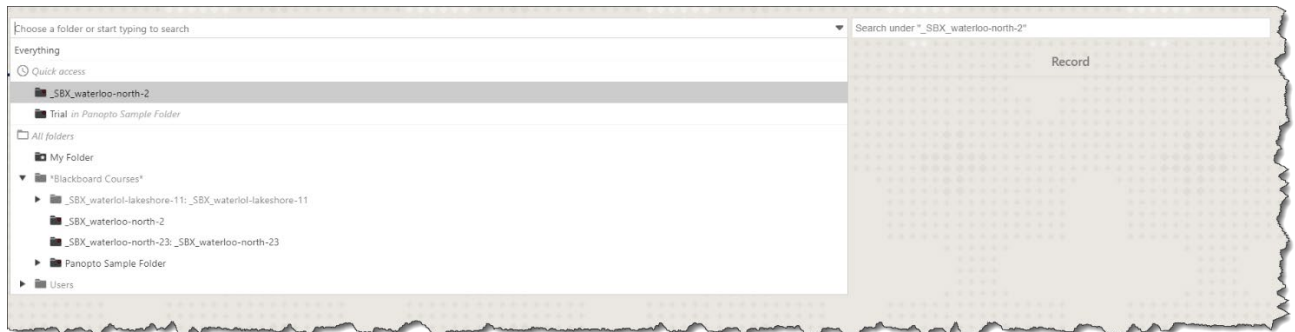 Choose a folder or start typing to search
Search under "_SBX_waterloo-north-2"
Everything
Record
Quick access
_SBX_waterloo-north-2
Trial in Panopto Sample Folder
All folders
My Folder
*Blackboard Courses*
_SBX_waterlol-lakeshore-11: _SBX_waterlol-lakeshore-11
_SBX_waterloo-north-2
_SBX_waterloo-north-23: _SBX_waterloo-north-23
Panopto Sample Folder
Users